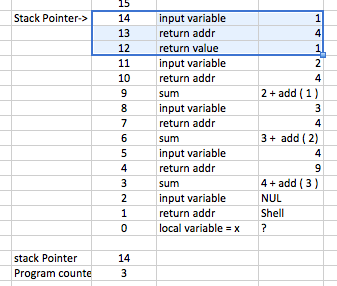 15
Stack Pointer-> 14 input variable 1
13 return addr 4
12 return value 1
11 input variable 2
10 return addr 4
9 sum 2 + add ( 1 )
8 input variable 3
7 return addr 4
6 sum 3 + add ( 2)
5 input variable 4
4 return addr 9
3 sum 4 + add ( 3 )
2 input variable NUL
1 return addr Shell
0 local variable = x ?
stack Pointer 14
Program counte 3